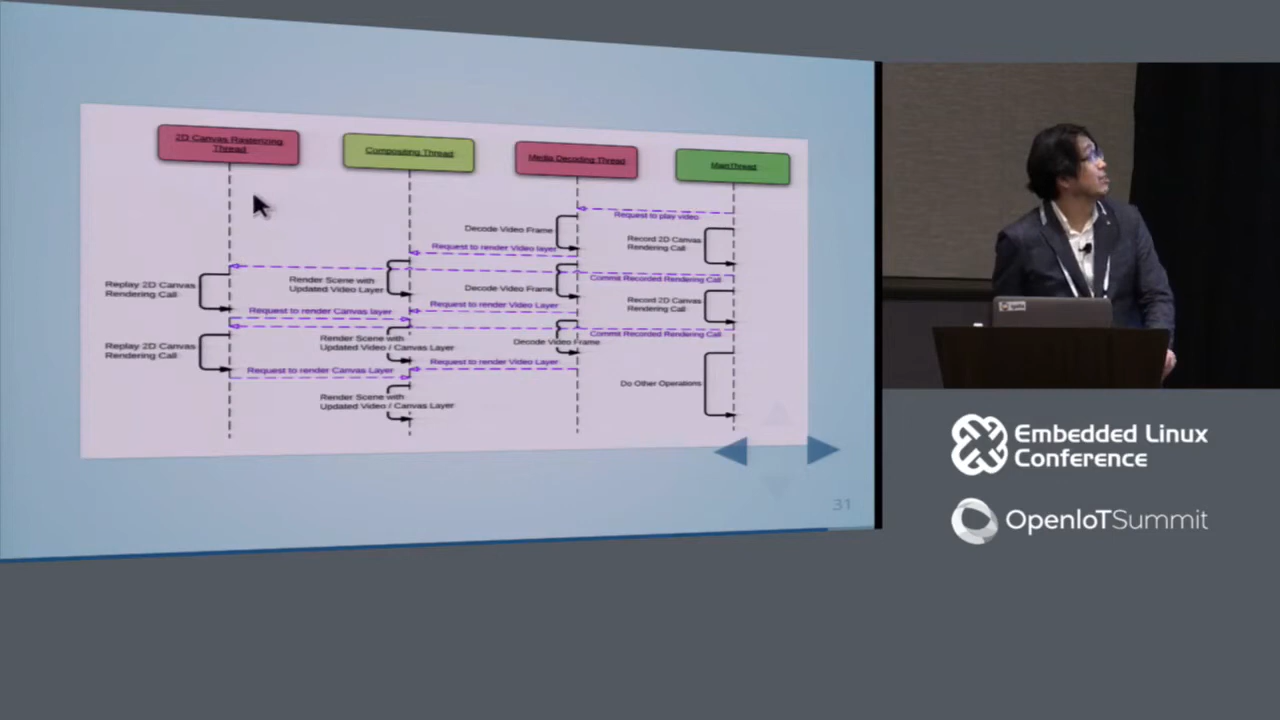 2D Canvas Rasterizing
Thread
Compositing Thread
Media Decoding Thread
MainThread
Request to play video
Decode Video Frame
Record 2D Canvas
Rendering Call
Request to render Video layer
Commit Recorded Rendering Call
Replay 2D Canvas
Rendering Call
Render Scene with
Updated Video Layer
Decode Video Frame
Record 2D Canvas
Rendering Call
Request to render Canvas layer
Request to render Video Layer
Commit Recorded Rendering Call
Replay 2D Canvas
Rendering Call
Render Scene with
Updated Video / Canvas Layer
Decode Video Frame
Request to render Canvas Layer
Request to render Video Layer
Do Other Operations
Render Scene with
Updated Video / Canvas Layer
31
Embedded Linux
Conference
OpenIoTSummit